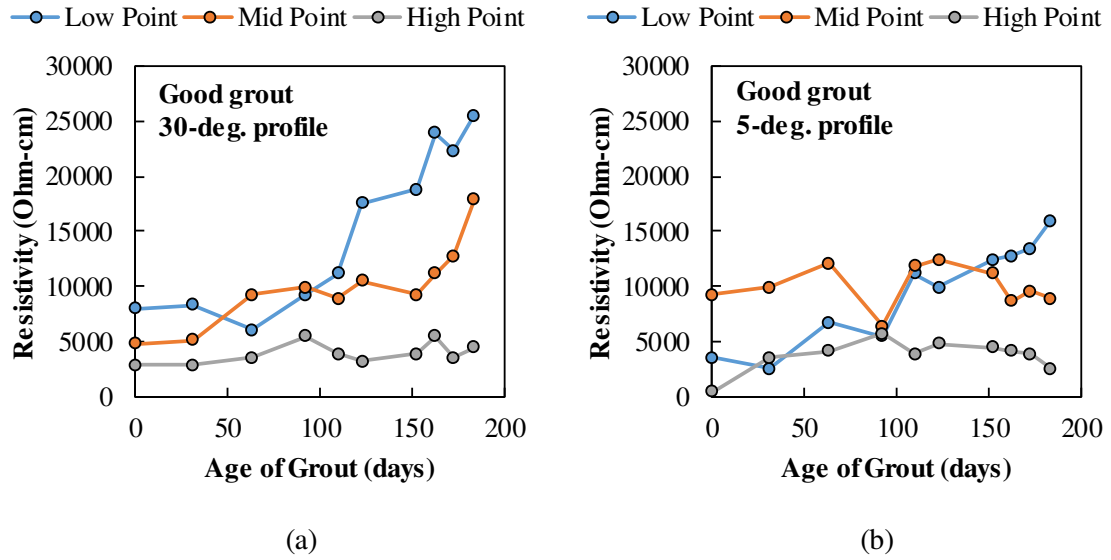 Low Point Mid Point High Point
30000
25000
20000
15000
10000
5000
0
Resistivity (Ohm-cm)
Good grout
30-deg. profile
0 50 100 150 200
Age of Grout (days)
(a)
Low Point Mid Point High Point
30000
25000
20000
15000
10000
5000
0
Resistivity (Ohm-cm)
Good grout
5-deg. profile
0 50 100 150 200
Age of Grout (days)
(b)